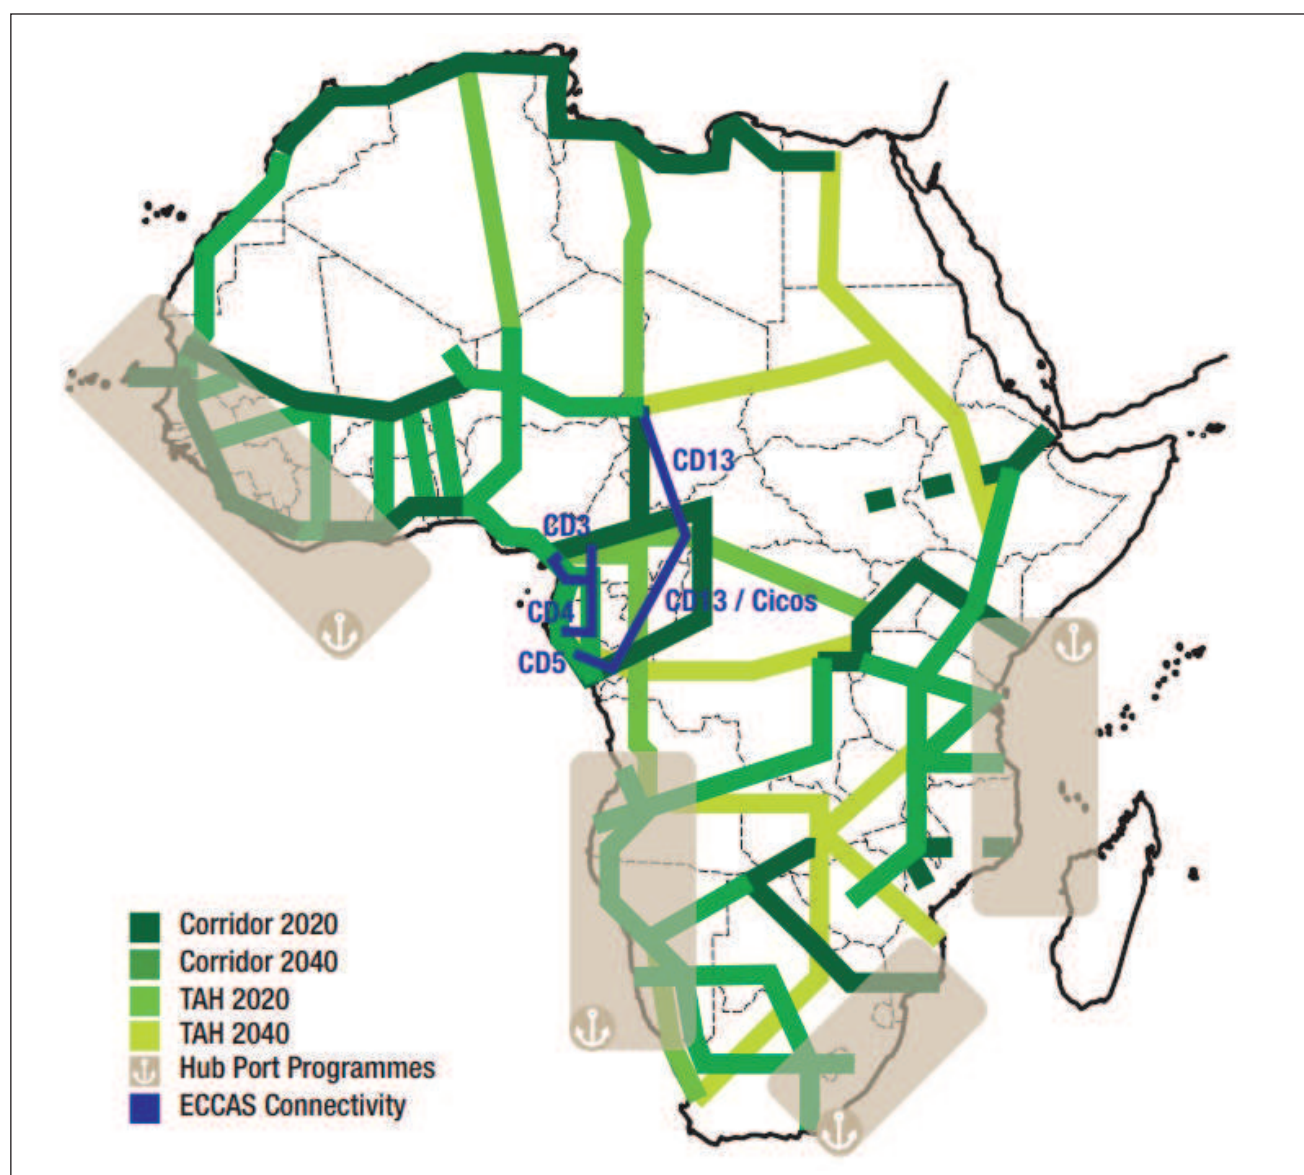 CD13
CD3
CD13 / Cicos
CD4
CD5
Corridor 2020
Corridor 2040
TAH 2020
TAH 2040
Hub Port Programmes
ECCAS Connectivity